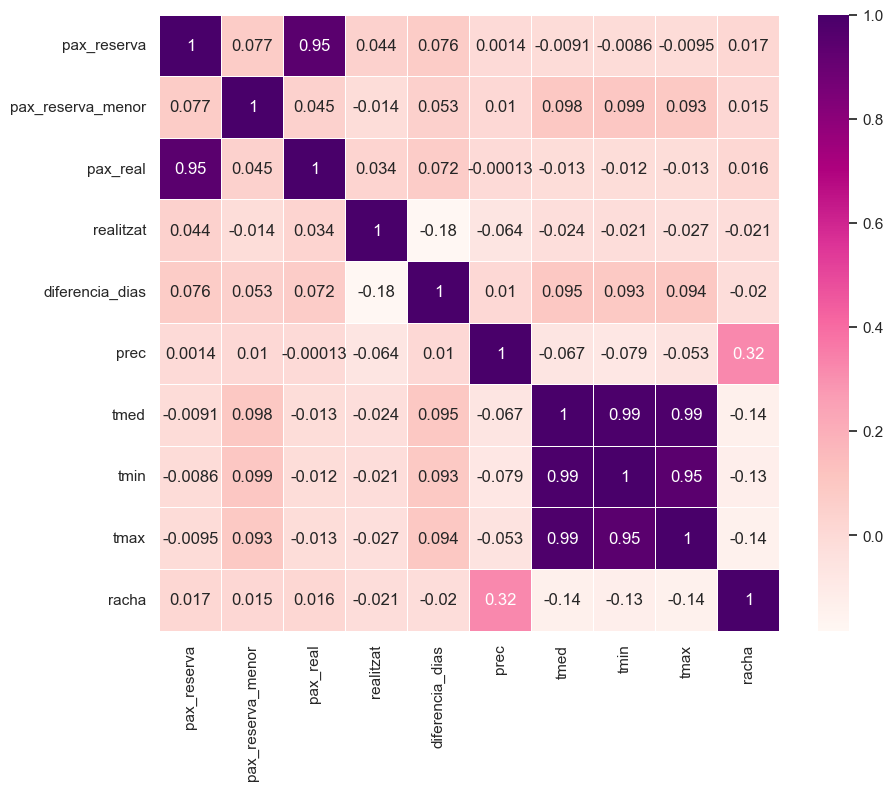 pax_reserva 1 0.077 0.95 0.044 0.076 0.0014 -0.0091 -0.0086 -0.0095 0.017
pax_reserva_menor 0.077 1 0.045 -0.014 0.053 0.01 0.098 0.099 0.093 0.015
pax_real 0.95 0.045 1 0.034 0.072 -0.00013 -0.013 -0.012 -0.013 0.016
realitzat 0.044 -0.014 0.034 1 -0.18 -0.064 -0.024 -0.021 -0.027 -0.021
diferencia_dias 0.076 0.053 0.072 -0.18 1 0.01 0.095 0.093 0.094 -0.02
prec 0.0014 0.01 -0.00013 -0.064 0.01 1 -0.067 -0.079 -0.053 0.32
tmed -0.0091 0.098 -0.013 -0.024 0.095 -0.067 1 0.99 0.99 -0.14
tmin -0.0086 0.099 -0.012 -0.021 0.093 -0.079 0.99 1 0.95 -0.13
tmax -0.0095 0.093 -0.013 -0.027 0.094 -0.053 0.99 0.95 1 -0.14
racha 0.017 0.015 0.016 -0.021 -0.02 0.32 -0.14 -0.13 -0.14 1
pax_reserva
pax_reserva_menor
pax_real
realitzat
diferencia_dias
prec
tmed
tmin
tmax
racha
1.0
0.8
0.6
0.4
0.2
0.0